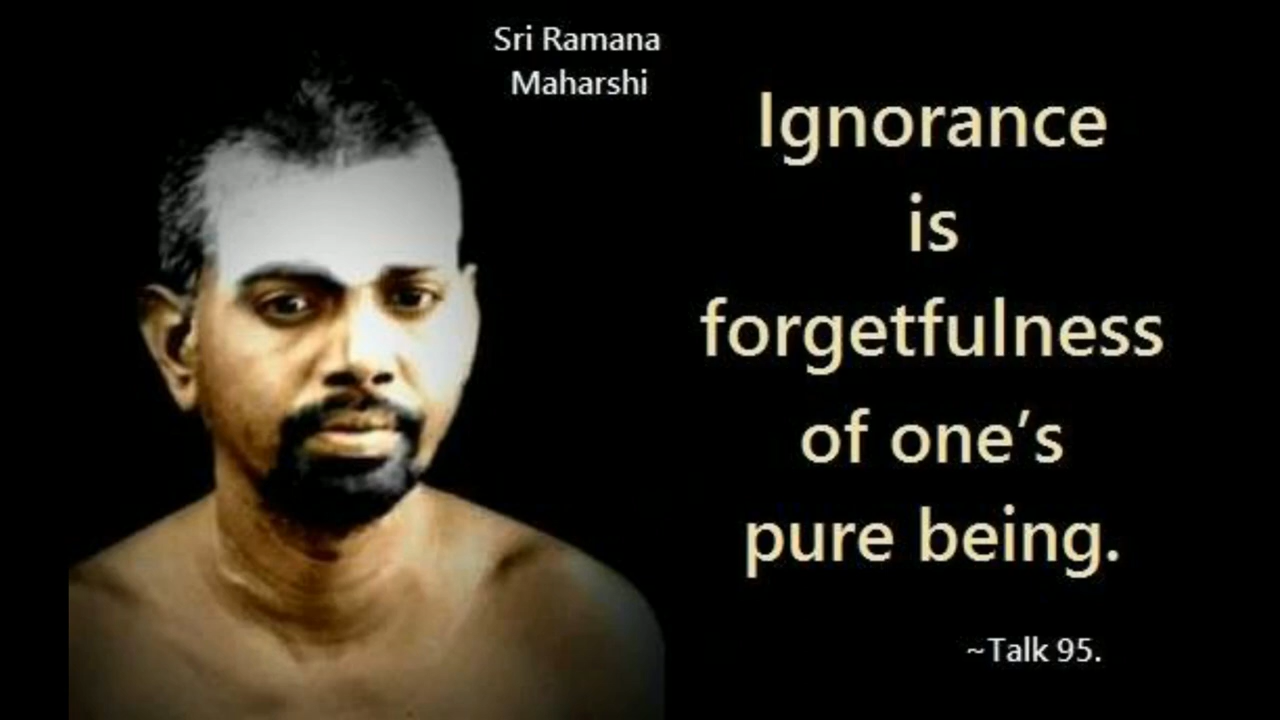 Sri Ramana
Maharshi
Ignorance
is
forgetfulness
of one’s
pure being.
~Talk 95.